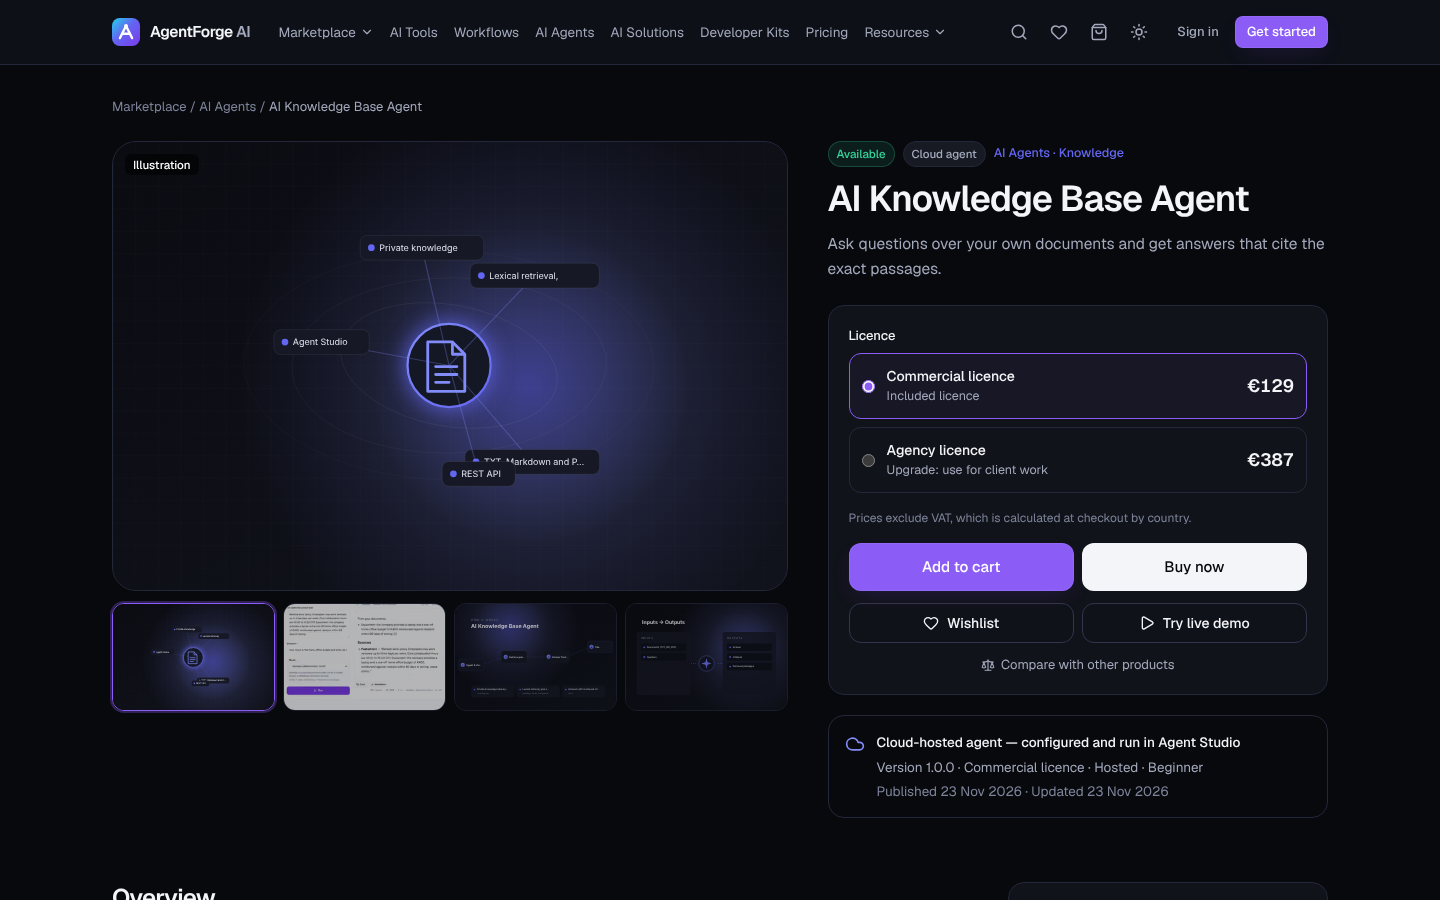 AgentForge AI
Marketplace
AI Tools
Workflows
AI Agents
AI Solutions
Developer Kits
Pricing
Resources
Sign in
Get started
Marketplace / AI Agents / AI Knowledge Base Agent
Illustration
Private knowledge
Lexical retrieval,
Agent Studio
TXT, Markdown and P...
REST API
AI Knowledge Base Agent
Inputs → Outputs
Available
Cloud agent
AI Agents · Knowledge
AI Knowledge Base Agent
Ask questions over your own documents and get answers that cite the
exact passages.
Licence
Commercial licence
Included licence
€129
Agency licence
Upgrade: use for client work
€387
Prices exclude VAT, which is calculated at checkout by country.
Add to cart
Buy now
Wishlist
Try live demo
Compare with other products
Cloud-hosted agent — configured and run in Agent Studio
Version 1.0.0 · Commercial licence · Hosted · Beginner
Published 23 Nov 2026 · Updated 23 Nov 2026
Overview